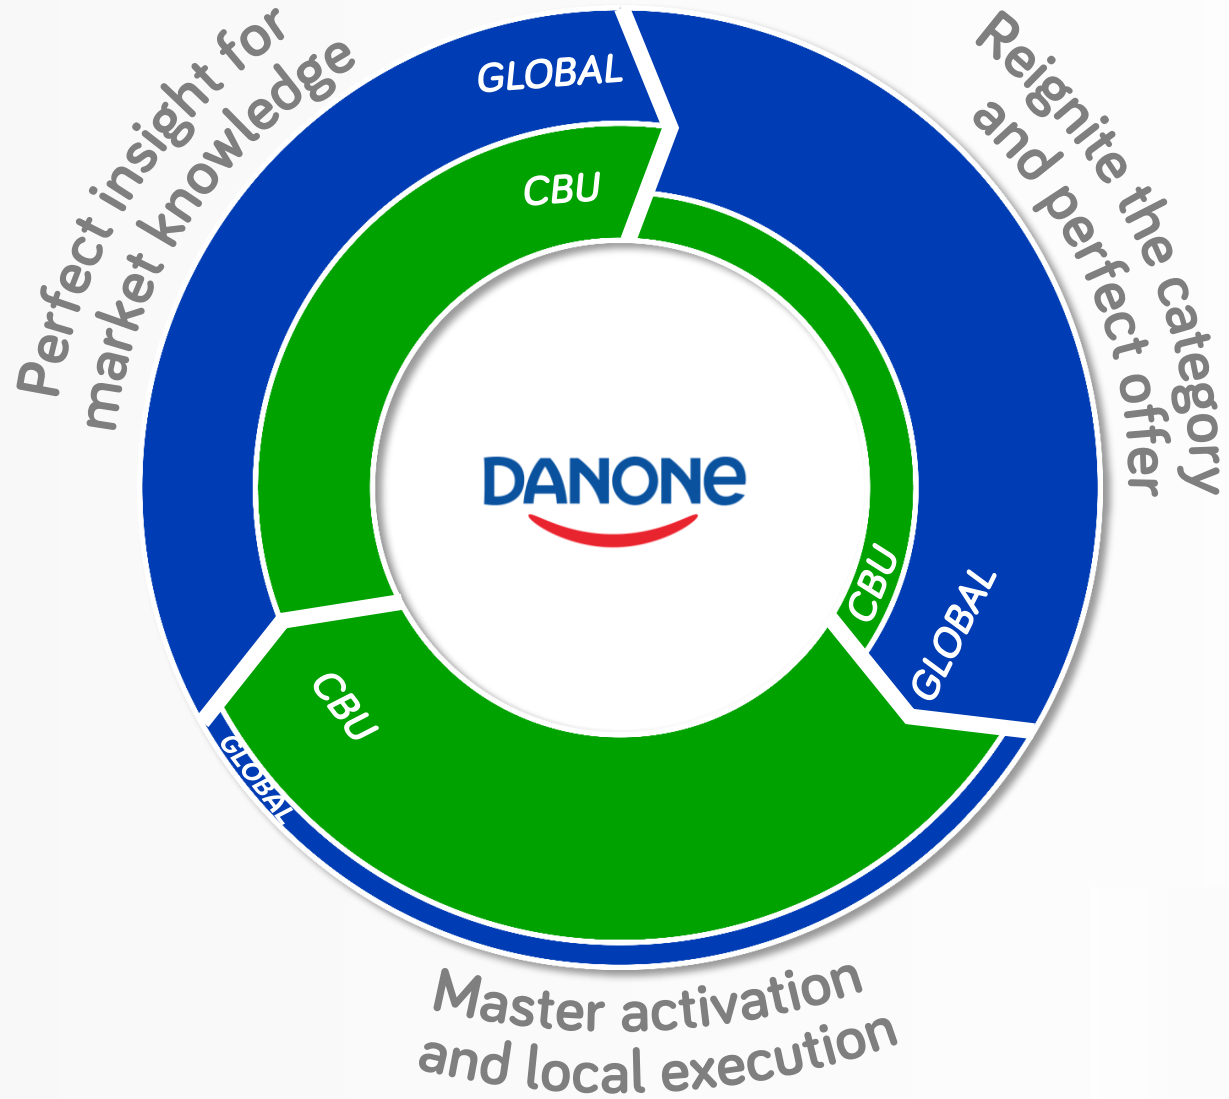 Perfect insight for
market knowledge
Reignite the category
and perfect offer
GLOBAL
CBU
DANONE
CBU
GLOBAL
CBU
GLOBAL
Master activation
and local execution